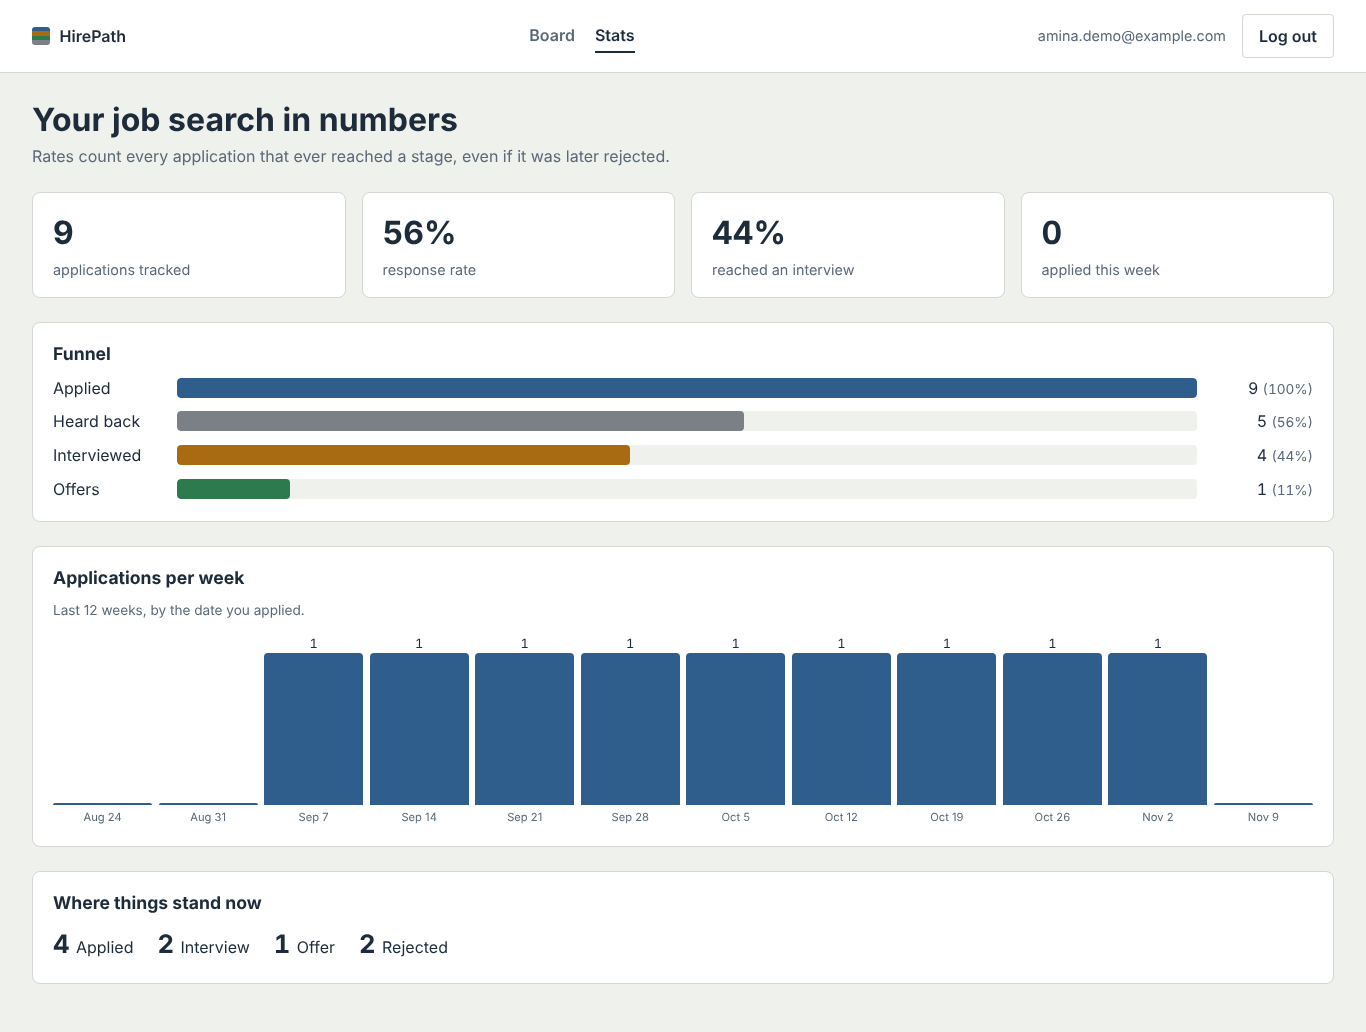 HirePath
Board Stats
amina.demo@example.com
Log out
Your job search in numbers
Rates count every application that ever reached a stage, even if it was later rejected.
9
applications tracked
56%
response rate
44%
reached an interview
0
applied this week
Funnel
Applied 9 (100%)
Heard back 5 (56%)
Interviewed 4 (44%)
Offers 1 (11%)
Applications per week
Last 12 weeks, by the date you applied.
1 1 1 1 1 1 1 1 1
Aug 24 Aug 31 Sep 7 Sep 14 Sep 21 Sep 28 Oct 5 Oct 12 Oct 19 Oct 26 Nov 2 Nov 9
Where things stand now
4 Applied 2 Interview 1 Offer 2 Rejected